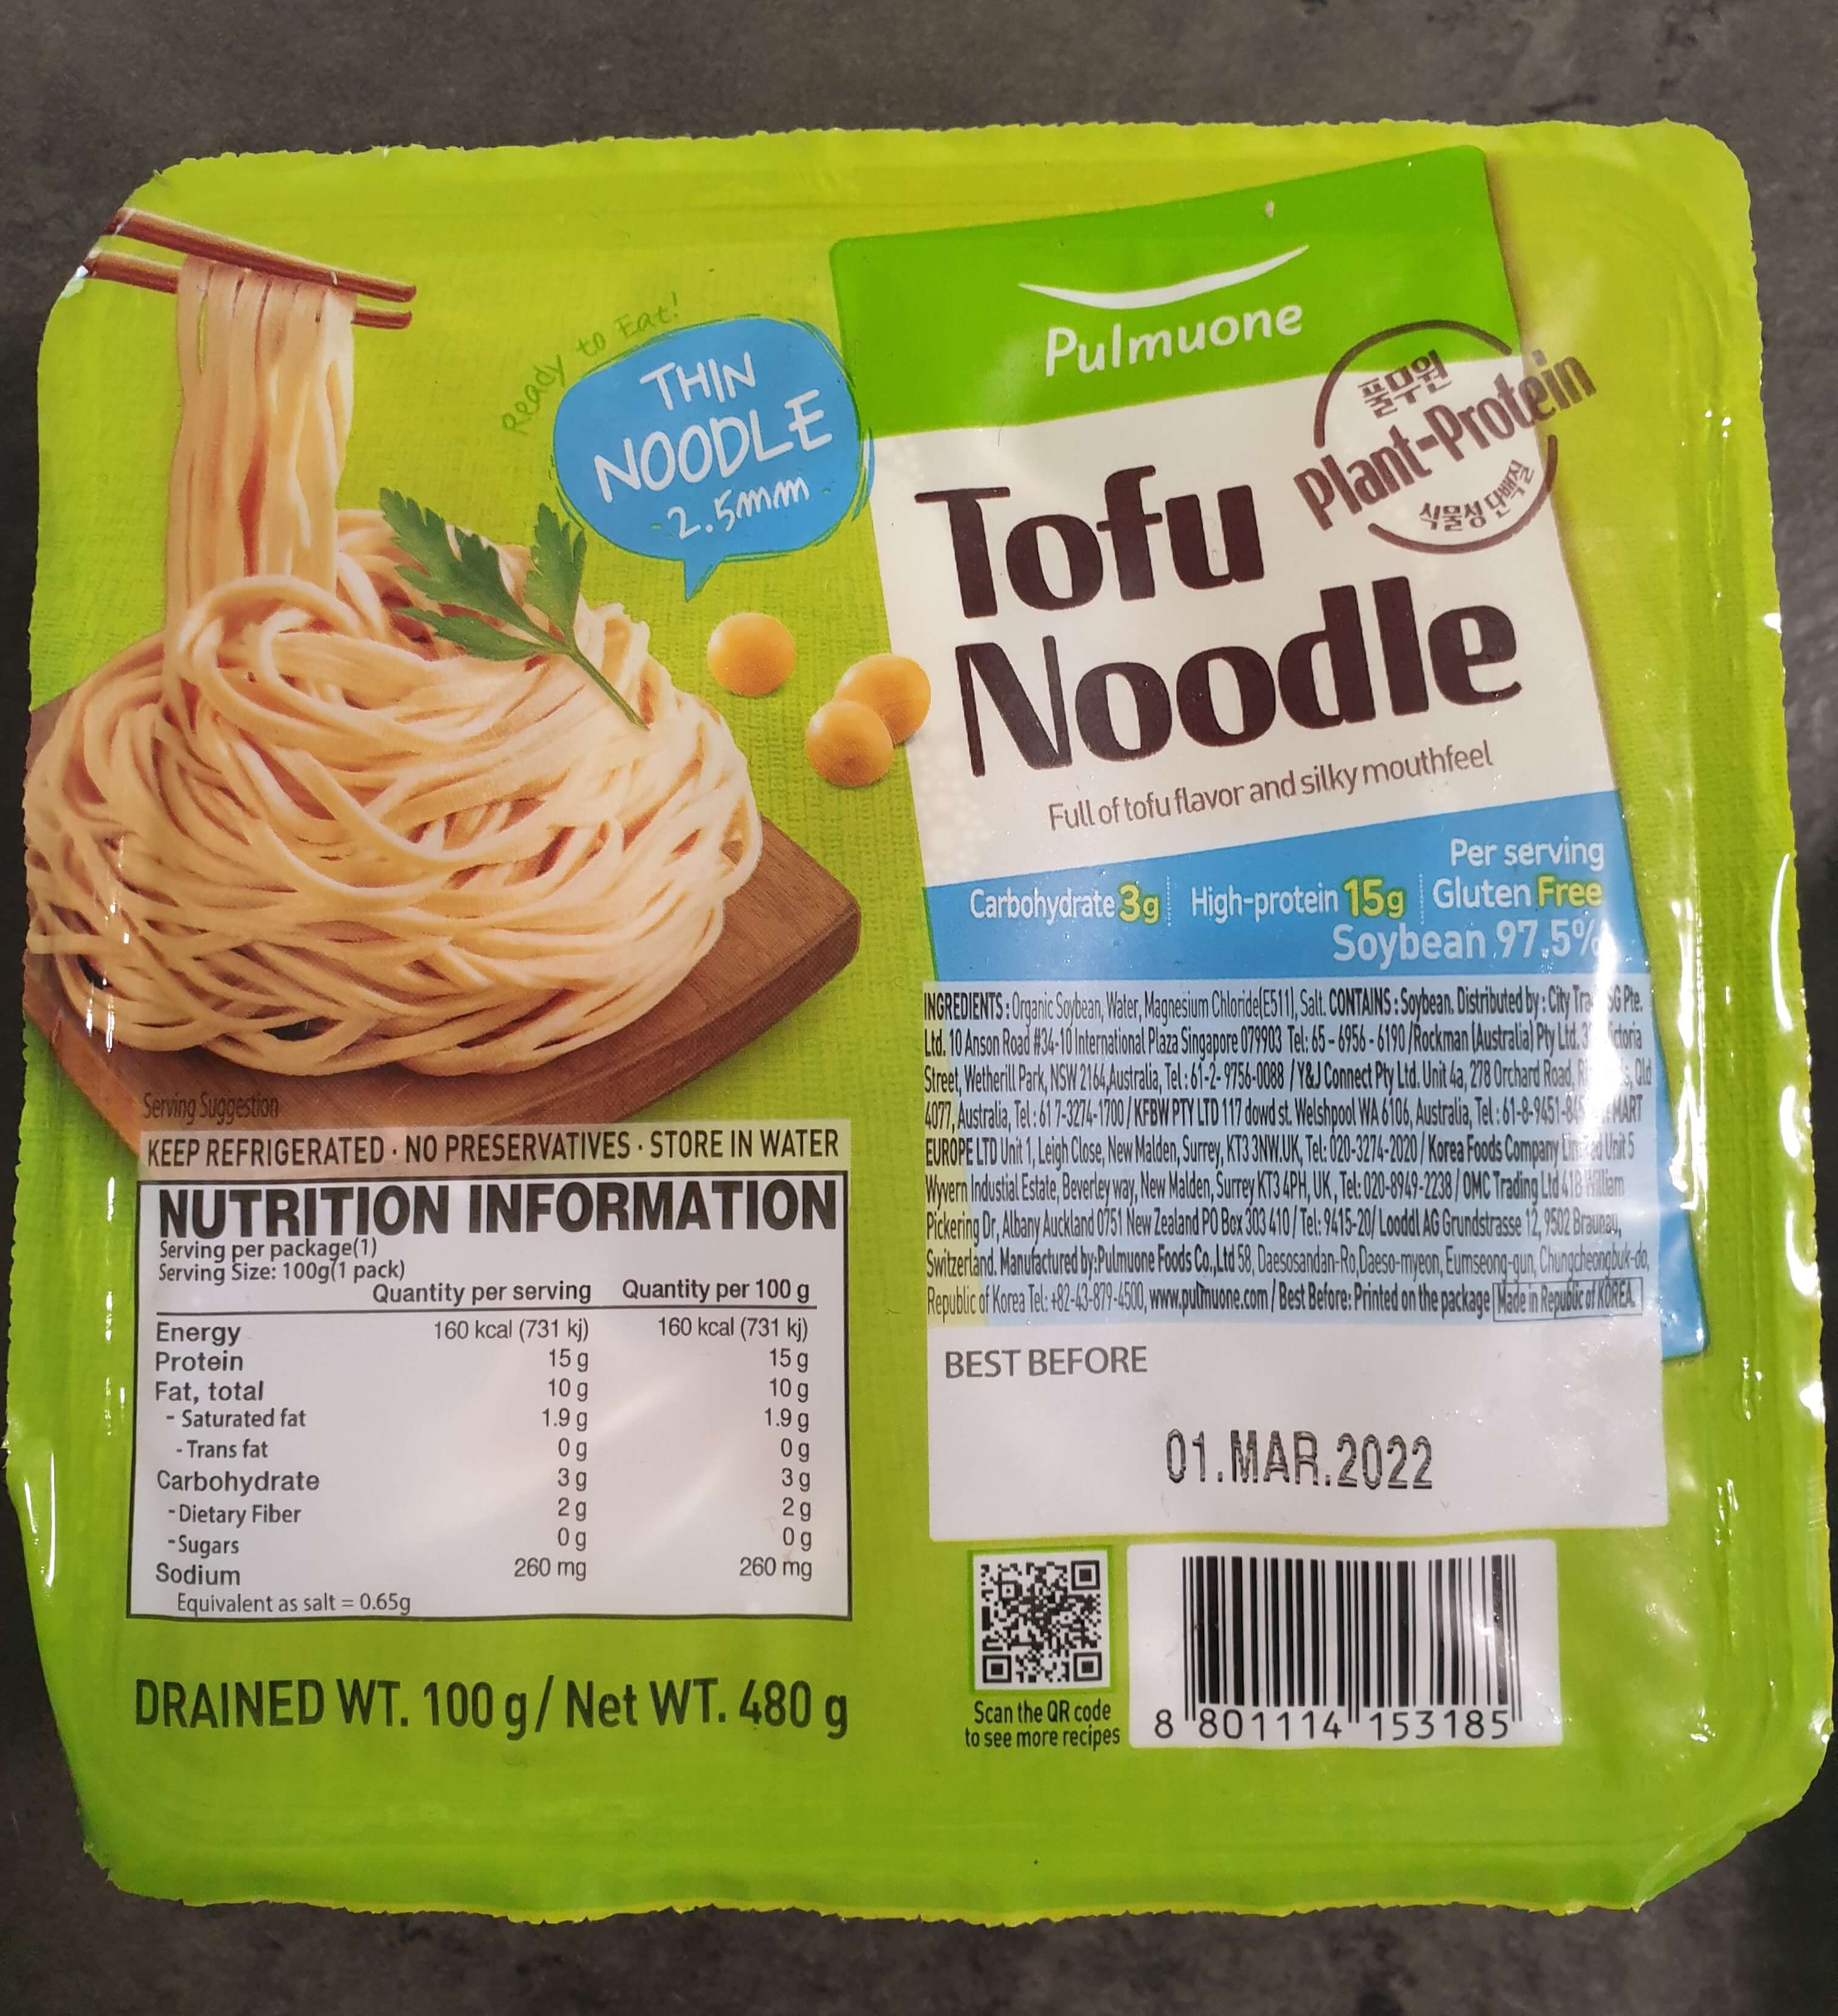 Pulmuone
풀무원
Plant-Protein
식물성 단백질
Ready to Eat!
THIN
NOODLE
2.5mm
Tofu
Noodle
Full of tofu flavor and silky mouthfeel
Per serving
Carbohydrate 3g High-protein 15g Gluten Free
Soybean 97.5%
INGREDIENTS : Organic Soybean, Water, Magnesium Chloride(E511), Salt. CONTAINS : Soybean. Distributed by : City Pte.
Ltd. 10 Anson Road #34-10 International Plaza Singapore 079903 Tel: 65 - 6956 - 6190 /Rockman (Australia) Pty Ltd.
Street, Wetherill Park, NSW 2164,Australia, Tel : 61-2- 9756-0088 / Y&J Connect Pty Ltd. Unit 4a, 278 Orchard Road, Qld
4077, Australia, Tel : 61 7-3274-1700 / KFBW PTY LTD 117 dowd st. Welshpool WA 6106, Australia, Tel : 61-8-9451-
EUROPE LTD Unit 1, Leigh Close, New Malden, Surrey, KT3 3NW.UK, Tel: 020-3274-2020 / Korea Foods Company Unit 5
Wyvern Industial Estate, Beverley way, New Malden, Surrey KT3 4PH, UK , Tel: 020-8949-2238 / OMC Trading Ltd 418 William
Pickering Dr, Albany Auckland 0751 New Zealand PO Box 303 410 / Tel: 9415-20/ Looddl AG Grundstrasse 12, 9502 Braunau,
Switzerland. Manufactured by:Pulmuone Foods Co.,Ltd 58, Daesosandan-Ro,Daeso-myeon, Eumseong-gun, Chungcheongbuk-do,
Republic of Korea Tel: +82-43-879-4500, www.pulmuone.com / Best Before: Printed on the package Made in Republic of KOREA.
BEST BEFORE
01.MAR.2022
Serving Suggestion
KEEP REFRIGERATED · NO PRESERVATIVES · STORE IN WATER
NUTRITION INFORMATION
Serving per package(1)
Serving Size: 100g(1 pack)
Quantity per serving Quantity per 100 g
Energy 160 kcal (731 kj) 160 kcal (731 kj)
Protein 15 g 15 g
Fat, total 10 g 10 g
- Saturated fat 1.9 g 1.9 g
- Trans fat 0 g 0 g
Carbohydrate 3 g 3 g
- Dietary Fiber 2 g 2 g
- Sugars 0 g 0 g
Sodium 260 mg 260 mg
Equivalent as salt = 0.65g
DRAINED WT. 100 g / Net WT. 480 g
Scan the QR code
to see more recipes
8 801114 153185